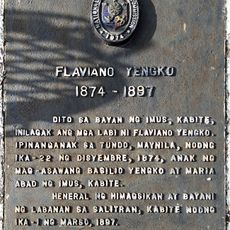 FLAVIANO YENGKO
1874 - 1897
DITO SA BAYAN NG IMUS, KABITE,
INILAGAK ANG MGA LABI NI FLAVIANO YENGKO.
IPINANGANAK SA TUNDO, MAYNILA, NOONG
IKA-22 NG DISYEMBRE, 1874, ANAK NG
MAG-ASAWANG BASILIO YENGKO AT MARIA
ABAD NG IMUS, KABITE.
HENERAL NG HIMAGSIKAN AT BAYANI
NG LABANAN SA SALITRAN, KABITE NOONG
IKA-1 NG MARSO, 1897.